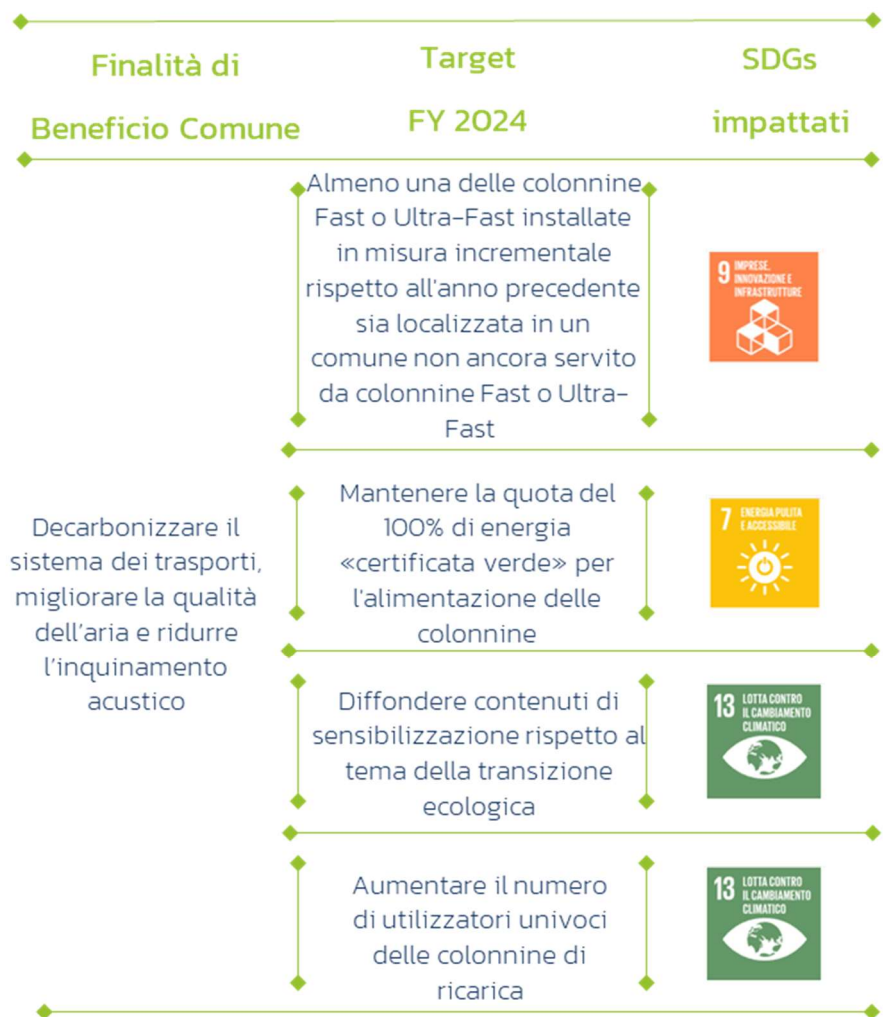 Finalità di
Beneficio Comune
Target
FY 2024
SDGs
impattati
Decarbonizzare il
sistema dei trasporti,
migliorare la qualità
dell'aria e ridurre
l'inquinamento
acustico
Almeno una delle colonnine
Fast o Ultra-Fast installate
in misura incrementale
rispetto all'anno precedente
sia localizzata in un
comune non ancora servito
da colonnine Fast o Ultra-
Fast
9 IMPRESE,
INNOVAZIONE E
INFRASTRUTTURE
Mantenere la quota del
100% di energia
«certificata verde» per
l'alimentazione delle
colonnine
7 ENERGIA PULITA
E ACCESSIBILE
Diffondere contenuti di
sensibilizzazione rispetto al
tema della transizione
ecologica
13 LOTTA CONTRO
IL CAMBIAMENTO
CLIMATICO
Aumentare il numero
di utilizzatori univoci
delle colonnine di
ricarica
13 LOTTA CONTRO
IL CAMBIAMENTO
CLIMATICO